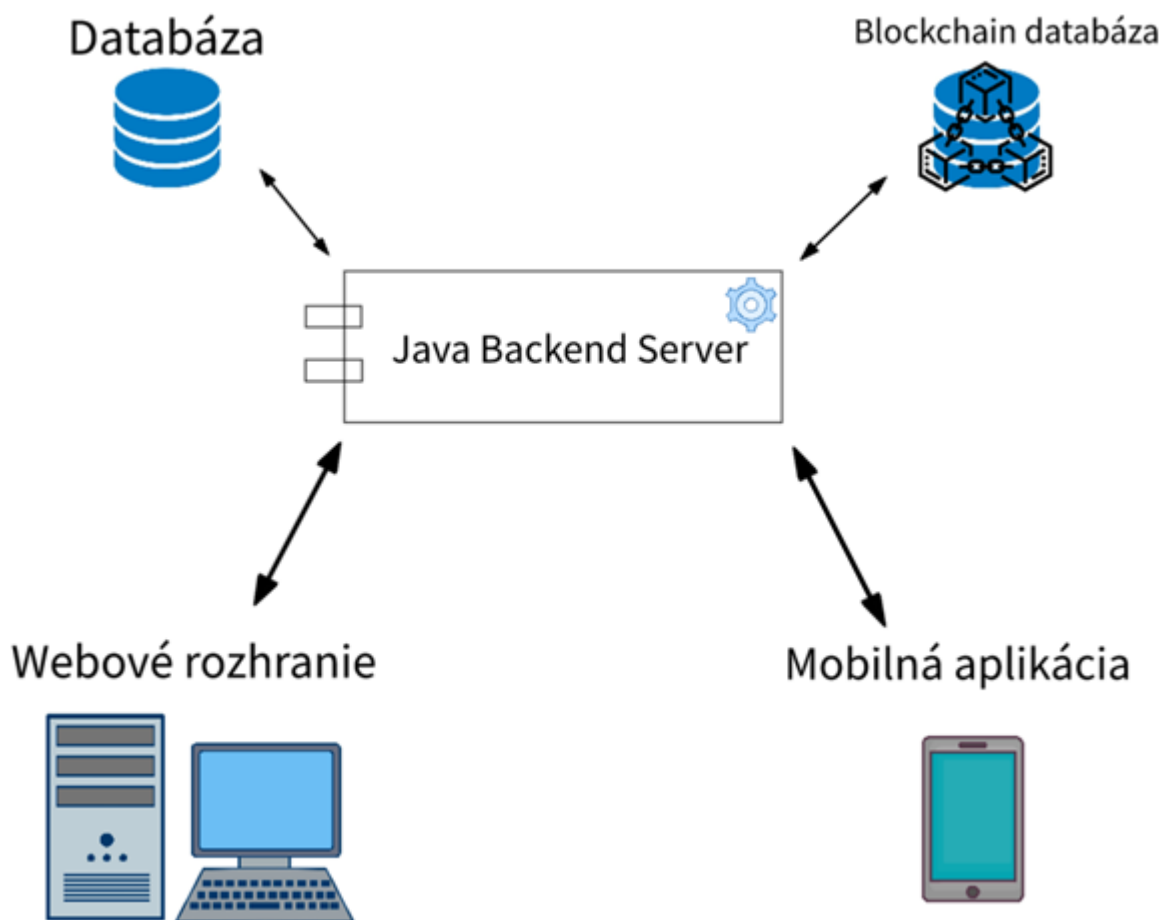 Databáza
Blockchain databáza
Java Backend Server
Webové rozhranie
Mobilná aplikácia